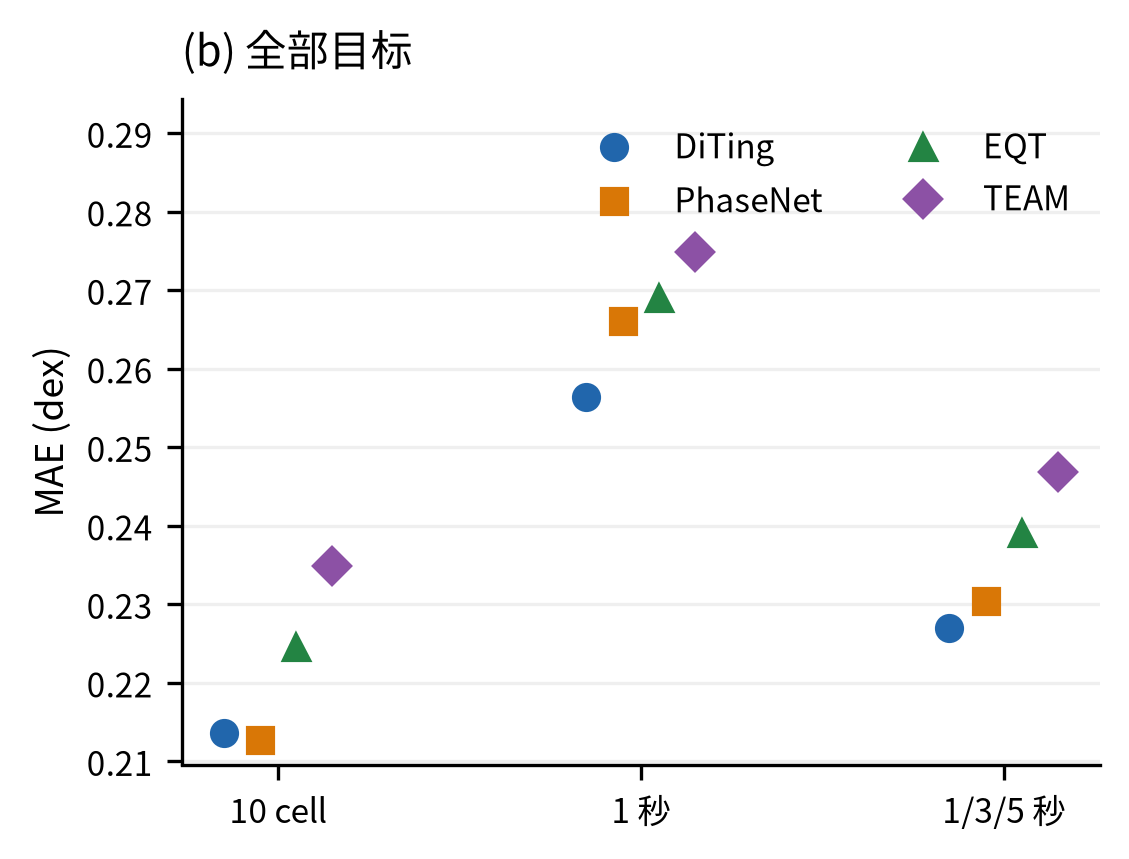 (b) 全部目标
MAE (dex)
0.29
0.28
0.27
0.26
0.25
0.24
0.23
0.22
0.21
DiTing
PhaseNet
EQT
TEAM
10 cell
1 秒
1/3/5 秒